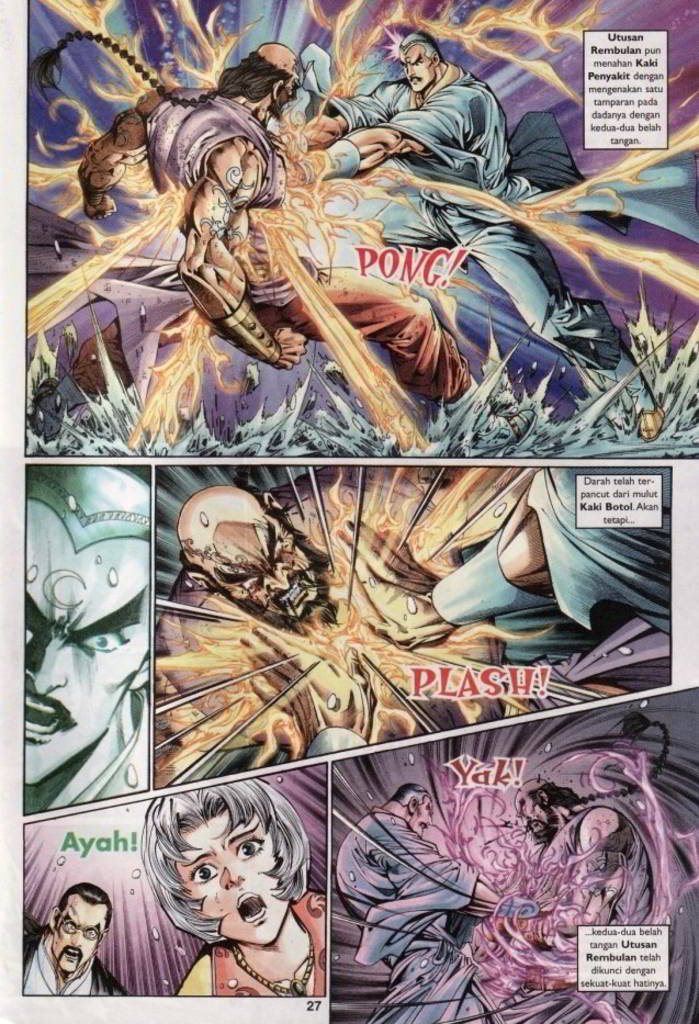 Utusan
Rembulan pun
menahan Kaki
Penyakit dengan
mengenakan satu
tamparan pada
dadanya dengan
kedua-dua belah
tangan.
PONG!
Darah telah ter-
pancut dari mulut
Kaki Botol. Akan
tetapi...
PLASH!
Ayah!
Yak!
...kedua-dua belah
tangan Utusan
Rembulan telah
dikunci dengan
sekuat-kuat hatinya.
27